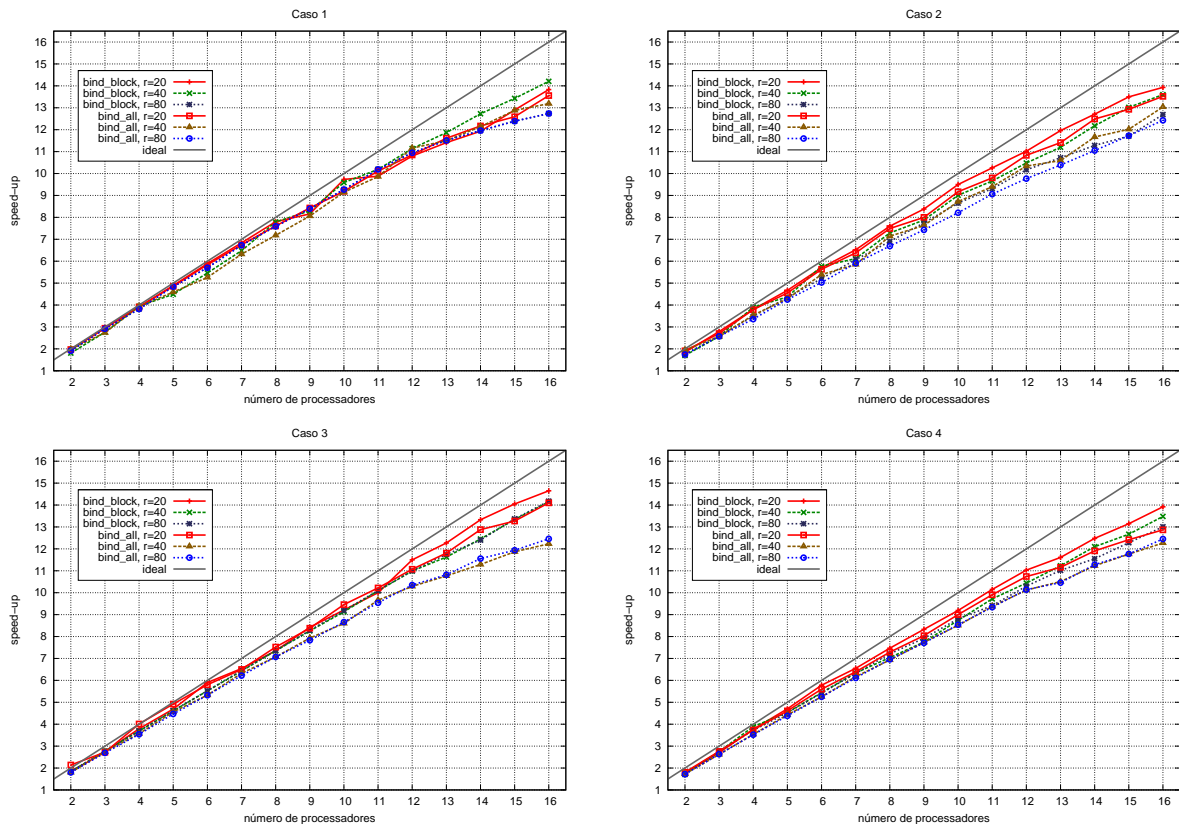 Caso 1
16
15
14
13
12
11
10
9
8
7
6
5
4
3
2
1
speed-up
bind_block, r=20
bind_block, r=40
bind_block, r=80
bind_all, r=20
bind_all, r=40
bind_all, r=80
ideal
2 3 4 5 6 7 8 9 10 11 12 13 14 15 16
número de processadores
Caso 2
16
15
14
13
12
11
10
9
8
7
6
5
4
3
2
1
speed-up
bind_block, r=20
bind_block, r=40
bind_block, r=80
bind_all, r=20
bind_all, r=40
bind_all, r=80
ideal
2 3 4 5 6 7 8 9 10 11 12 13 14 15 16
número de processadores
Caso 3
16
15
14
13
12
11
10
9
8
7
6
5
4
3
2
1
speed-up
bind_block, r=20
bind_block, r=40
bind_block, r=80
bind_all, r=20
bind_all, r=40
bind_all, r=80
ideal
2 3 4 5 6 7 8 9 10 11 12 13 14 15 16
número de processadores
Caso 4
16
15
14
13
12
11
10
9
8
7
6
5
4
3
2
1
speed-up
bind_block, r=20
bind_block, r=40
bind_block, r=80
bind_all, r=20
bind_all, r=40
bind_all, r=80
ideal
2 3 4 5 6 7 8 9 10 11 12 13 14 15 16
número de processadores